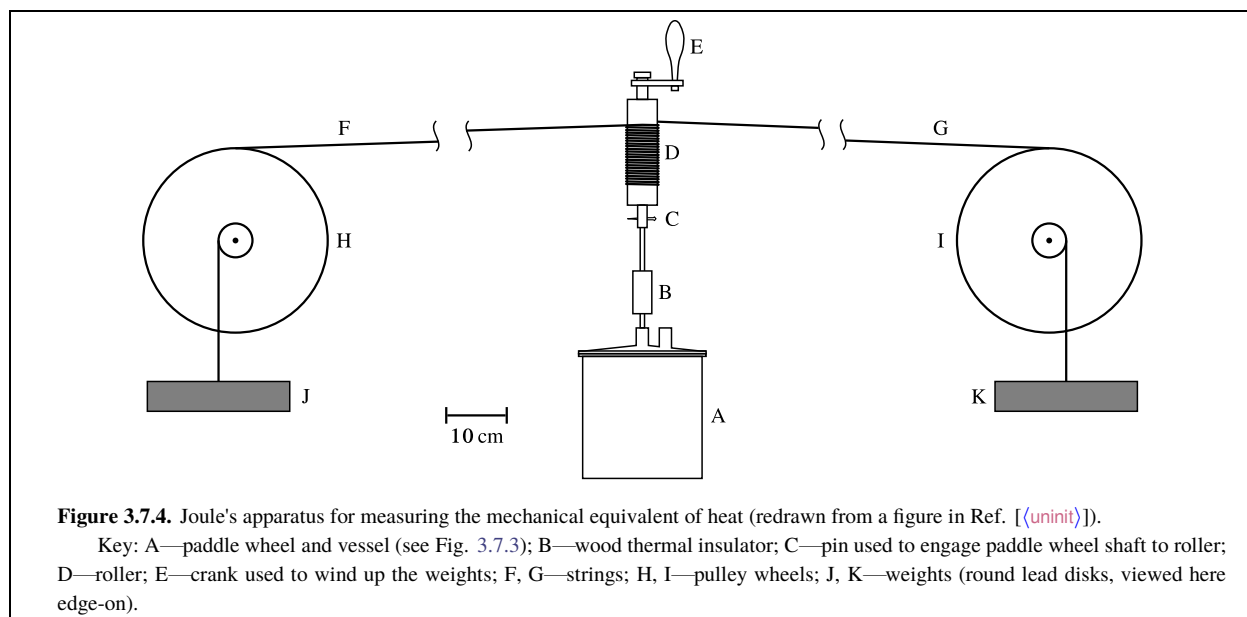 E
F
G
D
C
H
I
B
J
K
A
10 cm
Figure 3.7.4. Joule's apparatus for measuring the mechanical equivalent of heat (redrawn from a figure in Ref. [⟨uninit⟩]).
Key: A—paddle wheel and vessel (see Fig. 3.7.3); B—wood thermal insulator; C—pin used to engage paddle wheel shaft to roller;
D—roller; E—crank used to wind up the weights; F, G—strings; H, I—pulley wheels; J, K—weights (round lead disks, viewed here
edge-on).